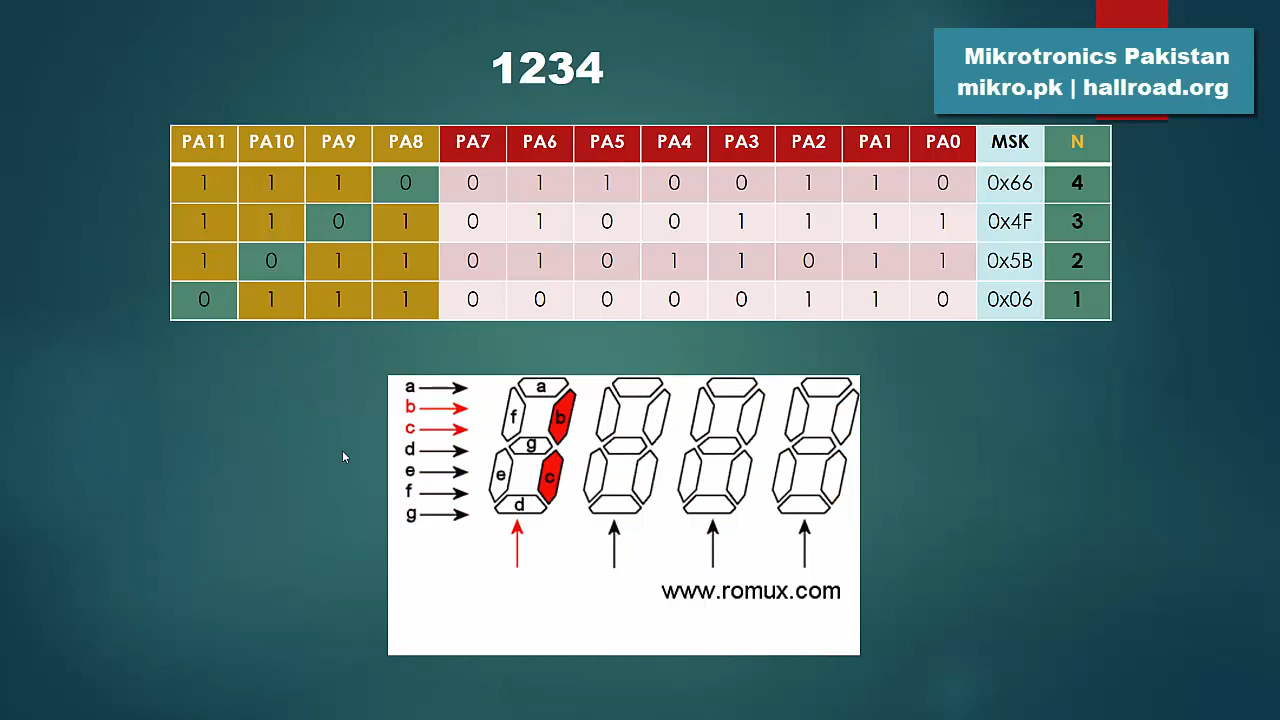 1234
Mikrotronics Pakistan
mikro.pk | hallroad.org
PA11 PA10 PA9 PA8 PA7 PA6 PA5 PA4 PA3 PA2 PA1 PA0 MSK N
1 1 1 0 0 1 1 0 0 1 1 0 0x66 4
1 1 0 1 0 1 0 0 1 1 1 1 0x4F 3
1 0 1 1 0 1 0 1 1 0 1 1 0x5B 2
0 1 1 1 0 0 0 0 0 1 1 0 0x06 1
a a
b f b
c
d g
e e c
f
g d
www.romux.com